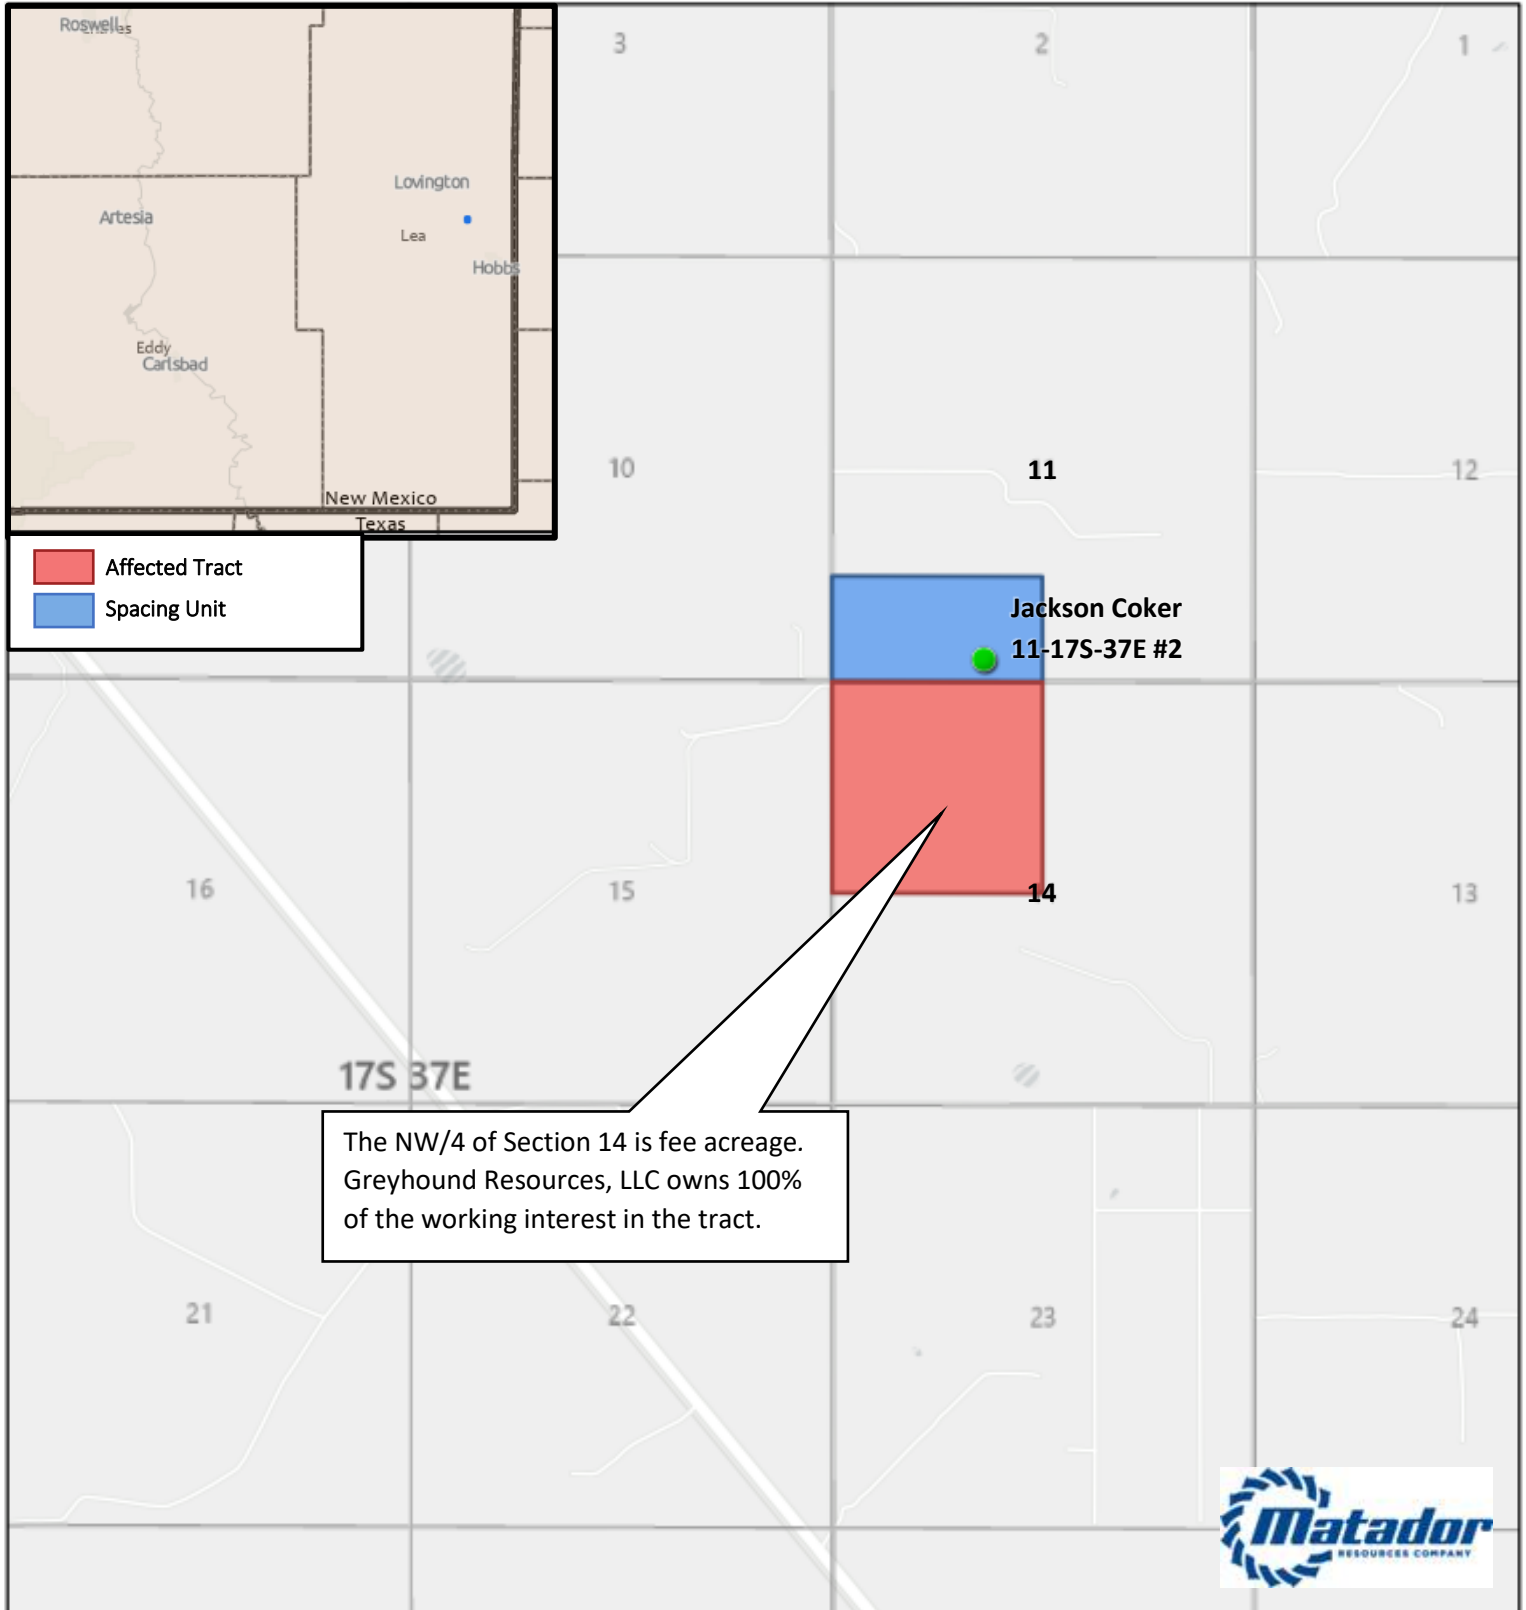 Roswell
Lovington
Artesia
Lea
Hobbs
Eddy
Carlsbad
New Mexico
Texas
Affected Tract
Spacing Unit
3
2
1
10
11
12
Jackson Coker
11-17S-37E #2
16
15
14
13
17S 37E
The NW/4 of Section 14 is fee acreage.
Greyhound Resources, LLC owns 100%
of the working interest in the tract.
21
22
23
24
Matador
RESOURCES COMPANY